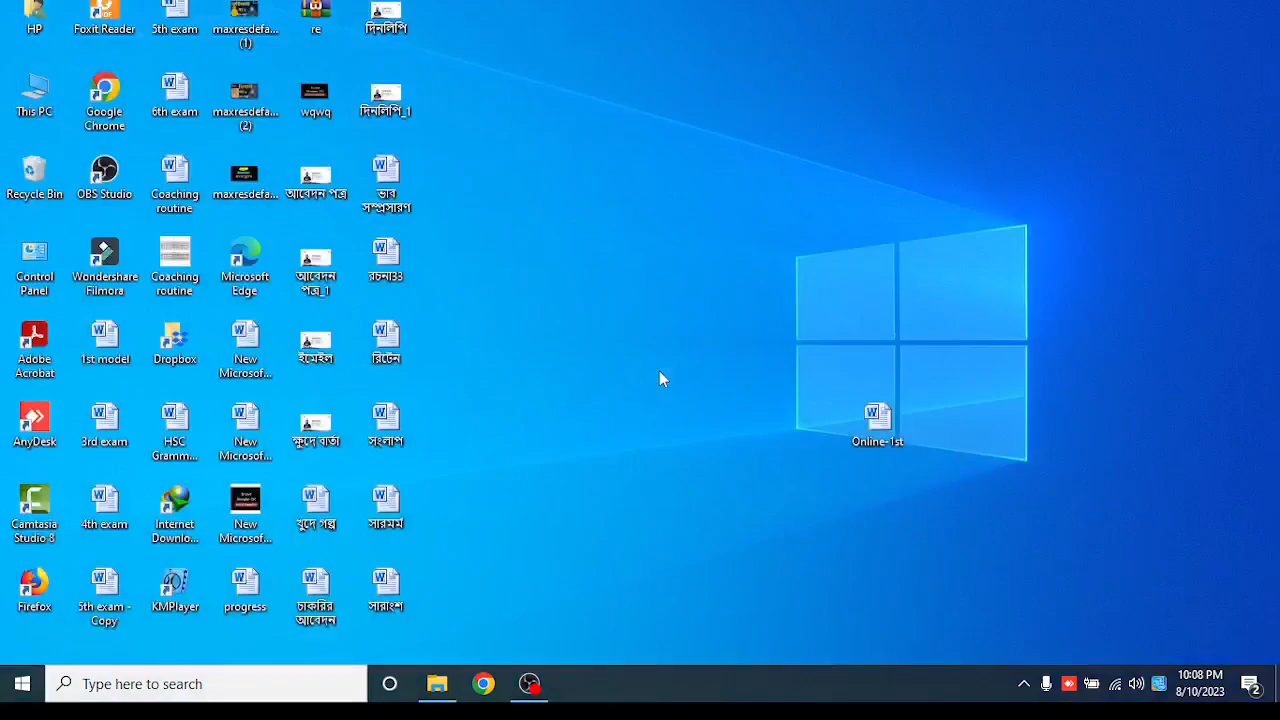 HP
Foxit Reader
5th exam
maxresdefa...
(1)
re
দিনলিপি
This PC
Google
Chrome
6th exam
maxresdefa...
(2)
wqwq
দিনলিপি_1
Recycle Bin
OBS Studio
Coaching
routine
maxresdefa...
আবেদন পত্র
ভাব
সম্প্রসারণ
Control
Panel
Wondershare
Filmora
Coaching
routine
Microsoft
Edge
আবেদন
পত্র_1
রচনা33
Adobe
Acrobat
1st model
Dropbox
New
Microsof...
ইমেইল
রিটেন
AnyDesk
3rd exam
HSC
Gramm...
New
Microsof...
ক্ষুদে বার্তা
সংলাপ
Online-1st
Camtasia
Studio 8
4th exam
Internet
Downlo...
New
Microsof...
খুদে গল্প
সারমর্ম
Firefox
5th exam -
Copy
KMPlayer
progress
চাকরির
আবেদন
সারাংশ
Type here to search
10:08 PM
8/10/2023
2